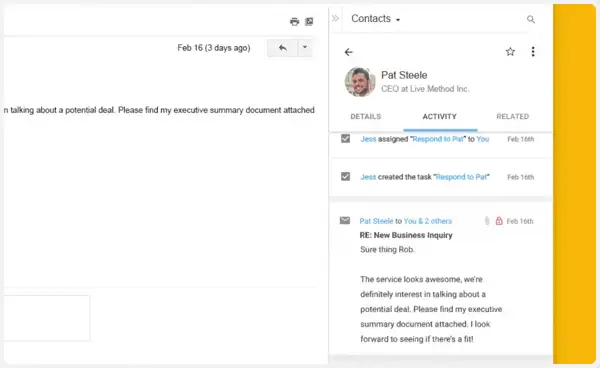 Contacts
Feb 16 (3 days ago)
n talking about a potential deal. Please find my executive summary document attached
Pat Steele
CEO at Live Method Inc.
DETAILS ACTIVITY RELATED
Jess assigned "Respond to Pat" to You Feb 16th
Jess created the task "Respond to Pat" Feb 16th
Pat Steele to You & 2 others Feb 16th
RE: New Business Inquiry
Sure thing Rob.
The service looks awesome, we're
definitely interest in talking about a
potential deal. Please find my executive
summary document attached. I look
forward to seeing if there's a fit!